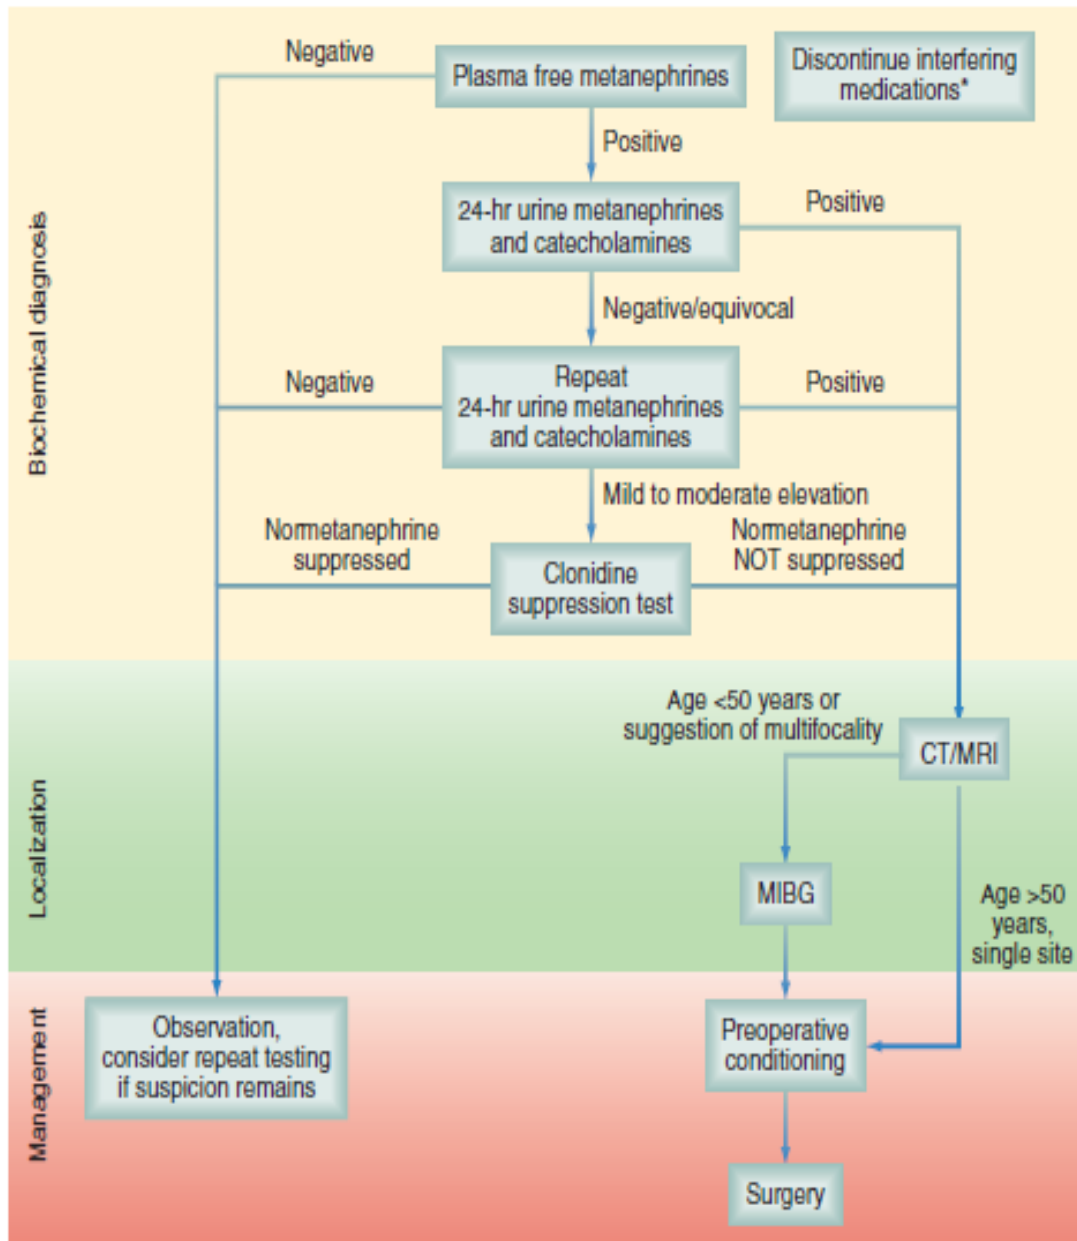 Negative
Plasma free metanephrines
Discontinue interfering
medications*
Positive
24-hr urine metanephrines
and catecholamines
Positive
Negative/equivocal
Biochemical diagnosis
Negative
Repeat
24-hr urine metanephrines
and catecholamines
Positive
Mild to moderate elevation
Normetanephrine
suppressed
Clonidine
suppression test
Normetanephrine
NOT suppressed
Localization
Age <50 years or
suggestion of multifocality
CT/MRI
MIBG
Age >50
years,
single site
Management
Observation,
consider repeat testing
if suspicion remains
Preoperative
conditioning
Surgery